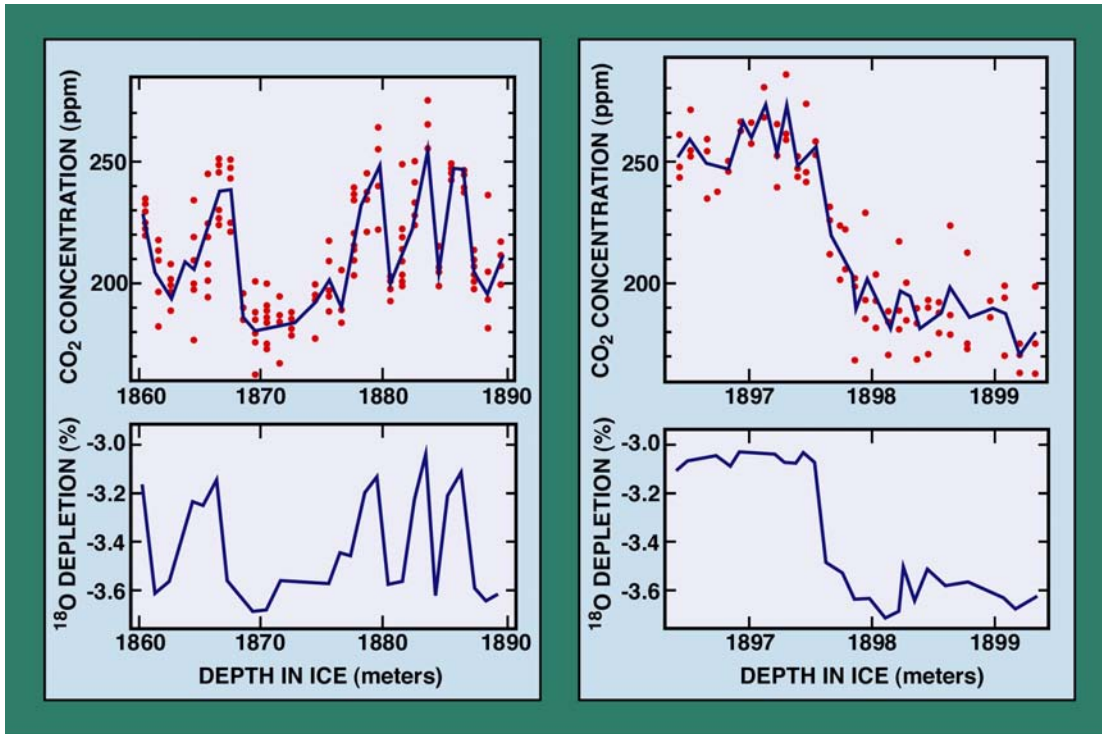 CO2 CONCENTRATION (ppm)
250
200
1860 1870 1880 1890
18O DEPLETION (%)
-3.0
-3.2
-3.4
-3.6
1860 1870 1880 1890
DEPTH IN ICE (meters)
CO2 CONCENTRATION (ppm)
250
200
1897 1898 1899
18O DEPLETION (%)
-3.0
-3.2
-3.4
-3.6
1897 1898 1899
DEPTH IN ICE (meters)